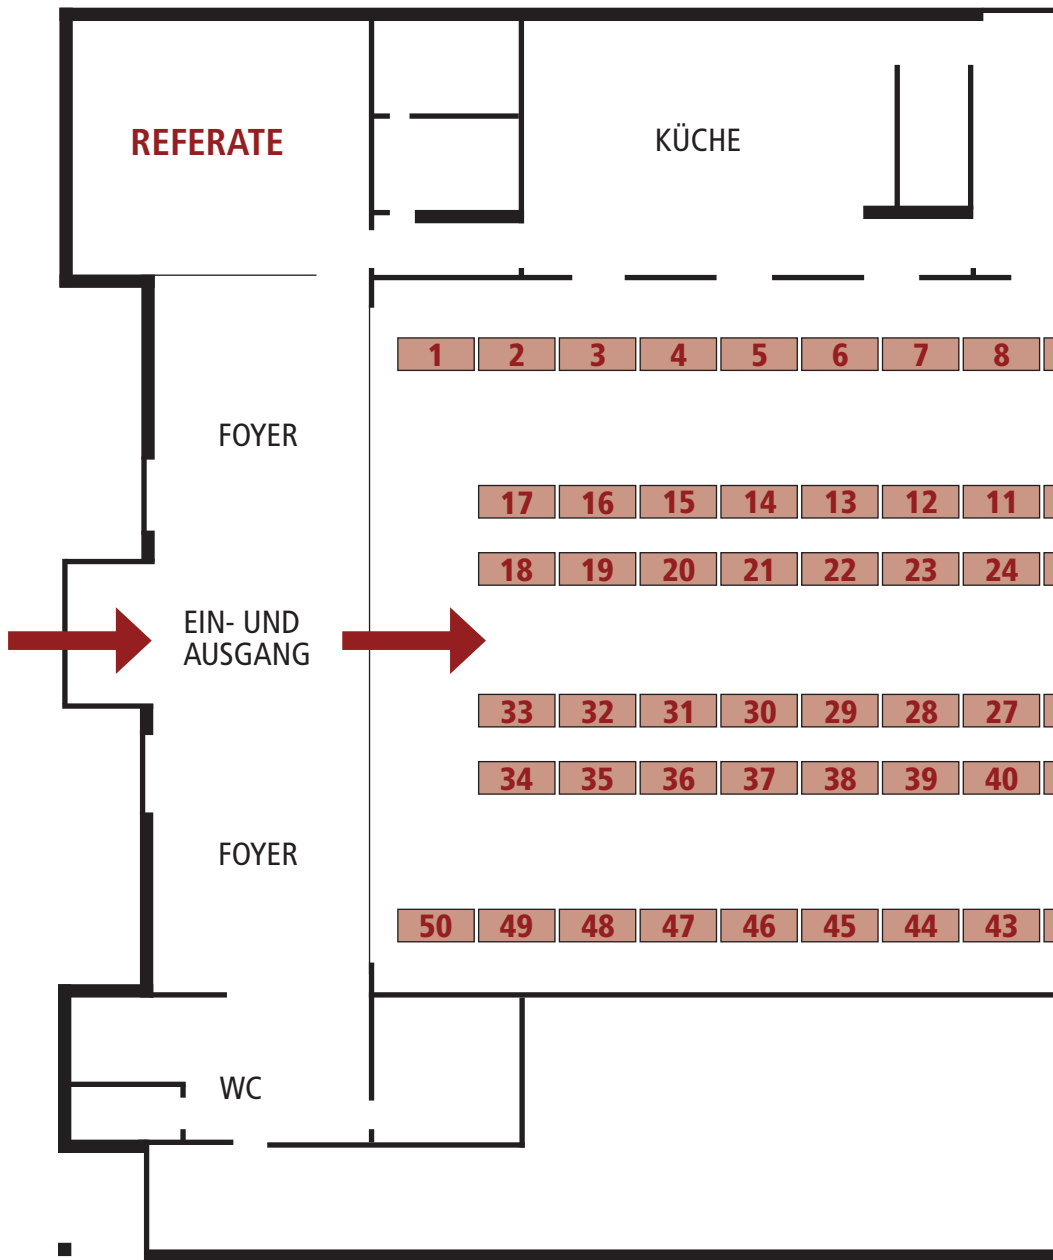 REFERATE
KÜCHE
1 2 3 4 5 6 7 8
FOYER
17 16 15 14 13 12 11
18 19 20 21 22 23 24
EIN- UND
AUSGANG
33 32 31 30 29 28 27
34 35 36 37 38 39 40
FOYER
50 49 48 47 46 45 44 43
WC